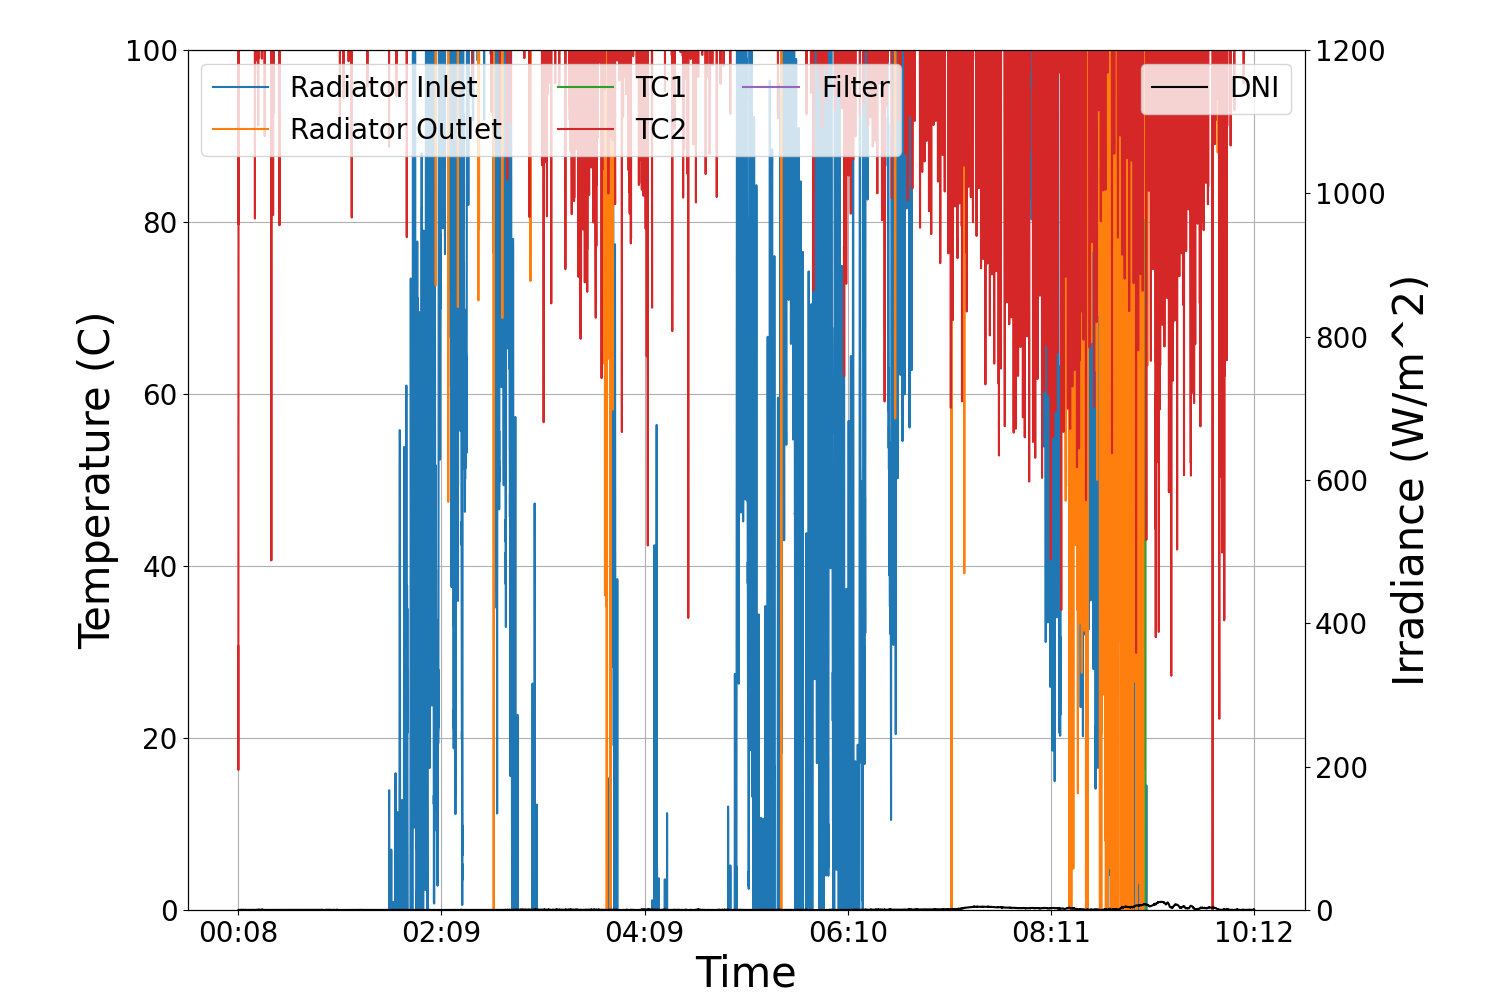 100
80
60
40
20
0
Temperature (C)
Radiator Inlet
Radiator Outlet
TC1
TC2
Filter
DNI
1200
1000
800
600
400
200
0
Irradiance (W/m^2)
00:08
02:09
04:09
06:10
08:11
10:12
Time